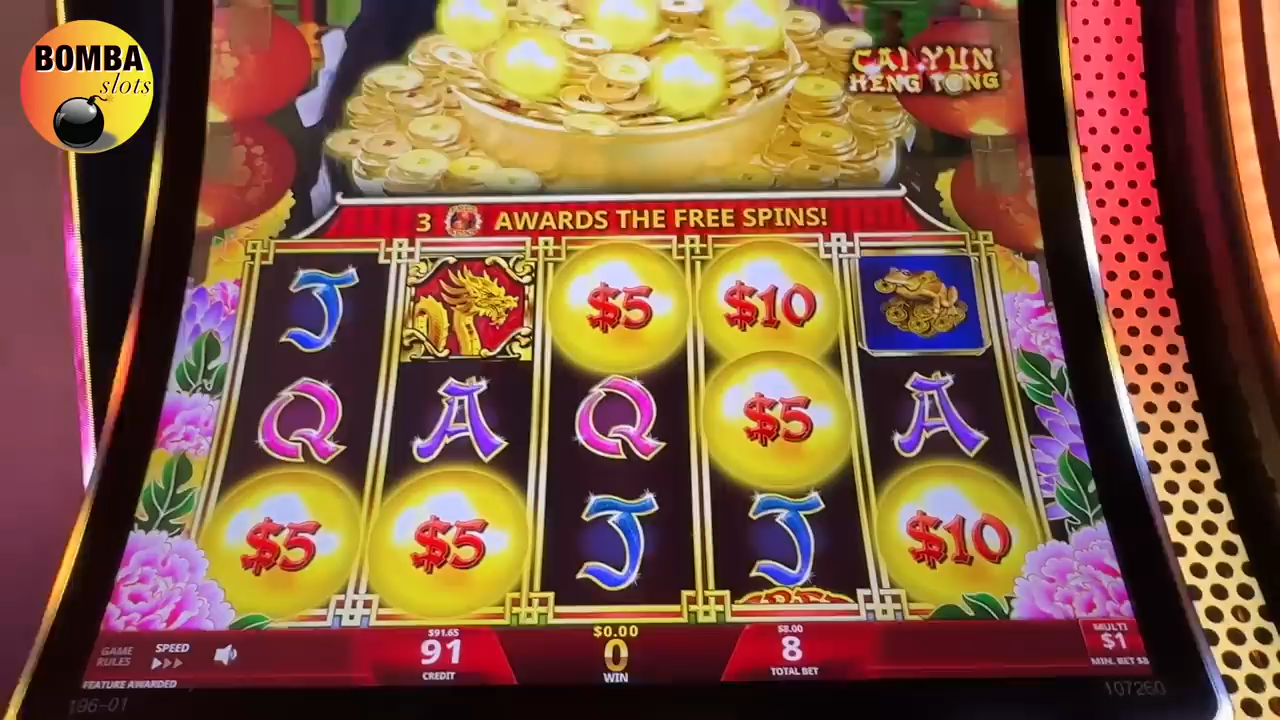 BOMBA
slots
CAI YUN
HENG TONG
3 AWARDS THE FREE SPINS!
J
$5
$10
Q
A
Q
$5
A
$5
$5
J
J
$10
GAME
RULES
SPEED
$91.65
91
CREDIT
$0.00
0
WIN
$8.00
8
TOTAL BET
MULTI
$1
MIN. BET $8
FEATURE AWARDED
196-01
107260